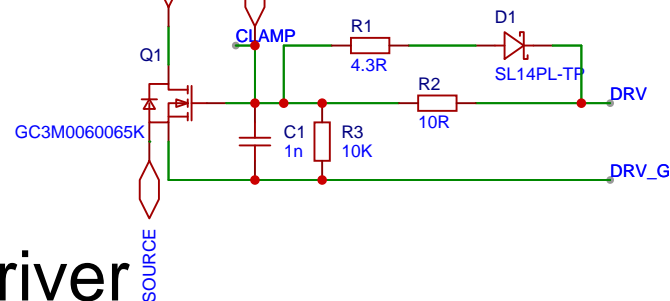 D1
R1
CLAMP
Q1
4.3R
SL14PL-TP
R2
DRV
10R
GC3M0060065K
C1
R3
1n
10K
DRV_G
SOURCE
river